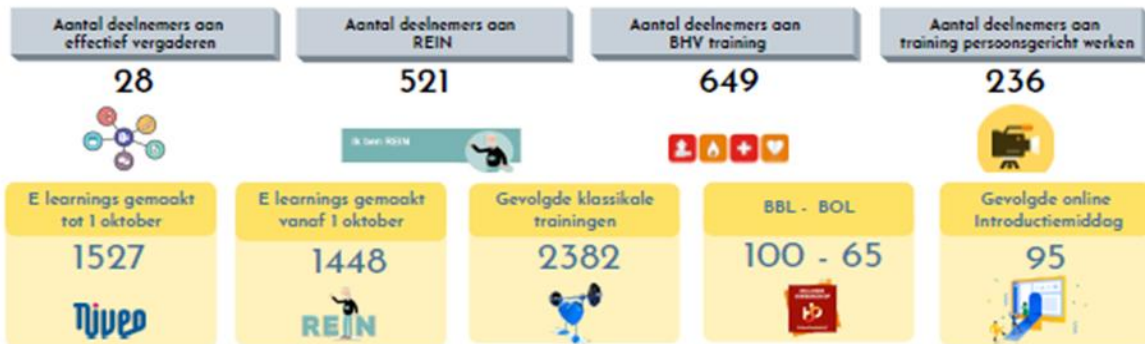 Aantal deelnemers aan
effectief vergaderen
Aantal deelnemers aan
REIN
Aantal deelnemers aan
BHV training
Aantal deelnemers aan
training persoonsgericht werken
28
521
649
236
Ik ben REIN
E learnings gemaakt
tot 1 oktober
E learnings gemaakt
vanaf 1 oktober
Gevolgde klassikale
trainingen
BBL - BOL
Gevolgde online
Introductiemiddag
1527
1448
2382
100 - 65
95
REIN